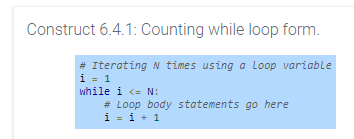 Construct 6.4.1: Counting while loop form.
# Iterating N times using a loop variable
i = 1
while i <= N:
    # Loop body statements go here
    i = i + 1